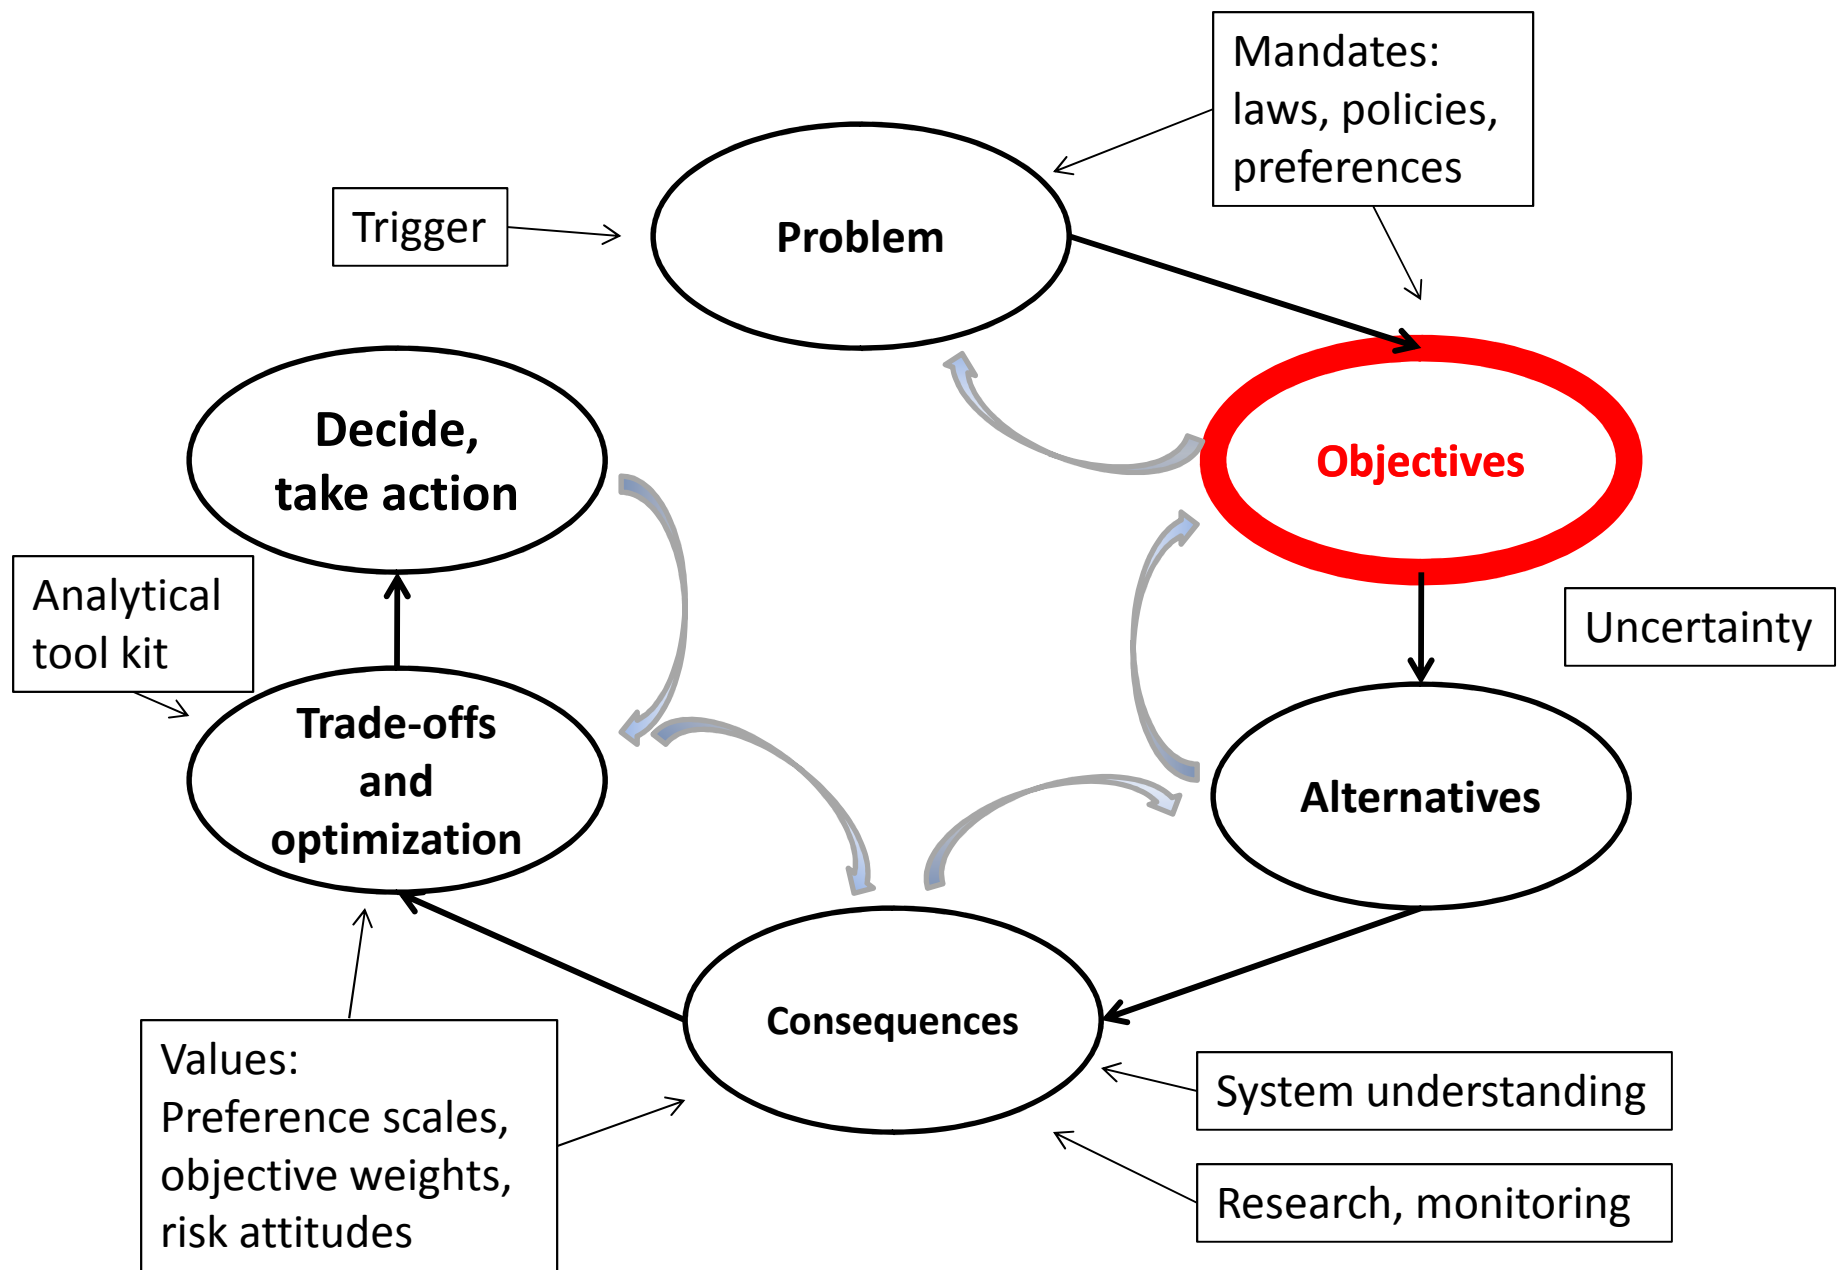 Mandates:
laws, policies,
preferences
Trigger
Problem
Objectives
Decide,
take action
Analytical
tool kit
Uncertainty
Trade-offs
and
optimization
Alternatives
Consequences
Values:
Preference scales,
objective weights,
risk attitudes
System understanding
Research, monitoring